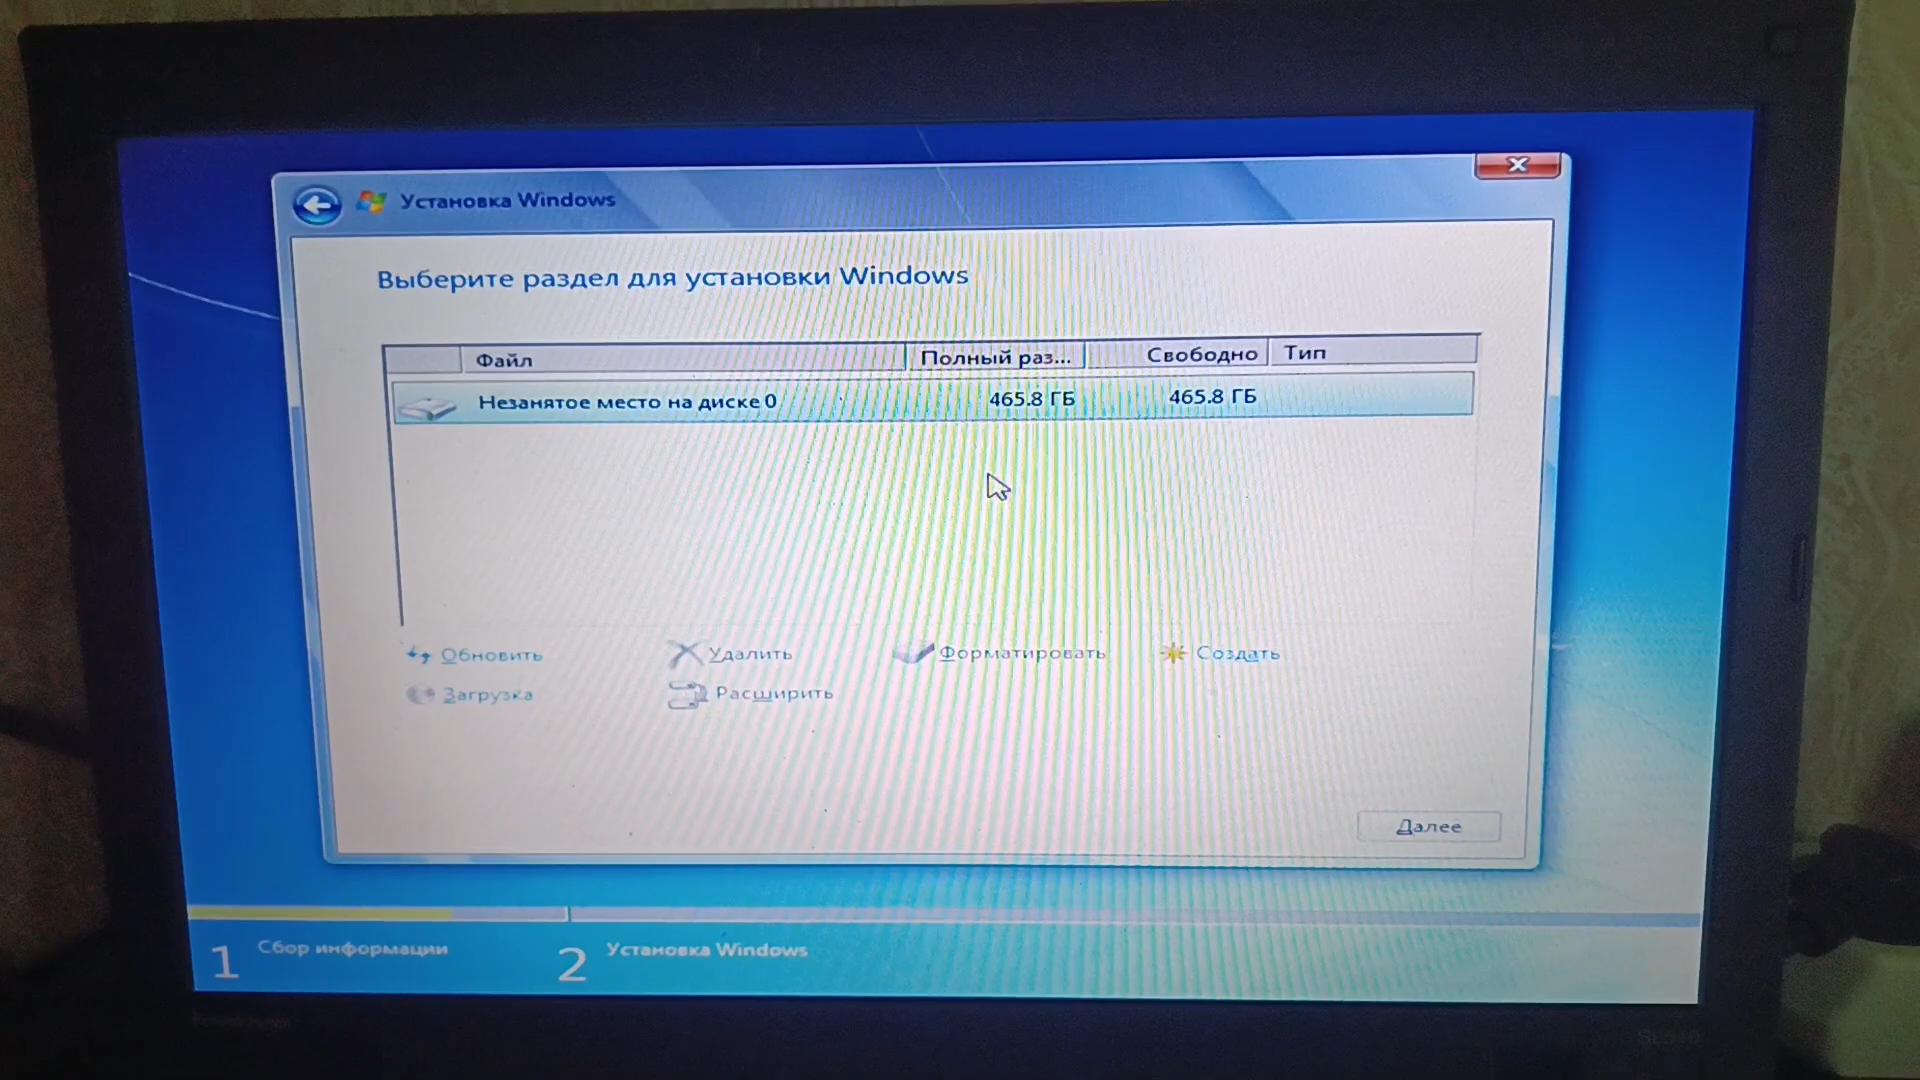 Установка Windows
Выберите раздел для установки Windows
Файл Полный раз... Свободно Тип
Незанятое место на диске 0 465.8 ГБ 465.8 ГБ
Обновить Удалить Форматировать Создать
Загрузка Расширить
Далее
1 Сбор информации 2 Установка Windows
SL510